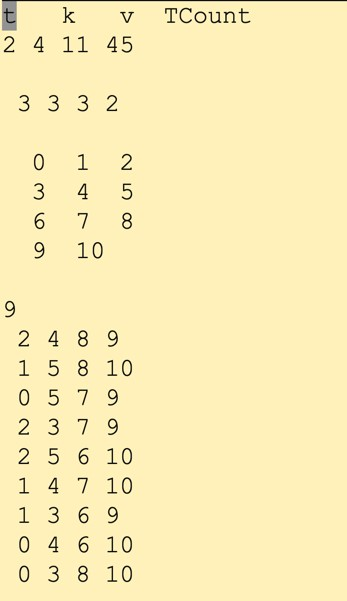 t k v TCount
2 4 11 45
3 3 3 2
0 1 2
3 4 5
6 7 8
9 10
9
2 4 8 9
1 5 8 10
0 5 7 9
2 3 7 9
2 5 6 10
1 4 7 10
1 3 6 9
0 4 6 10
0 3 8 10